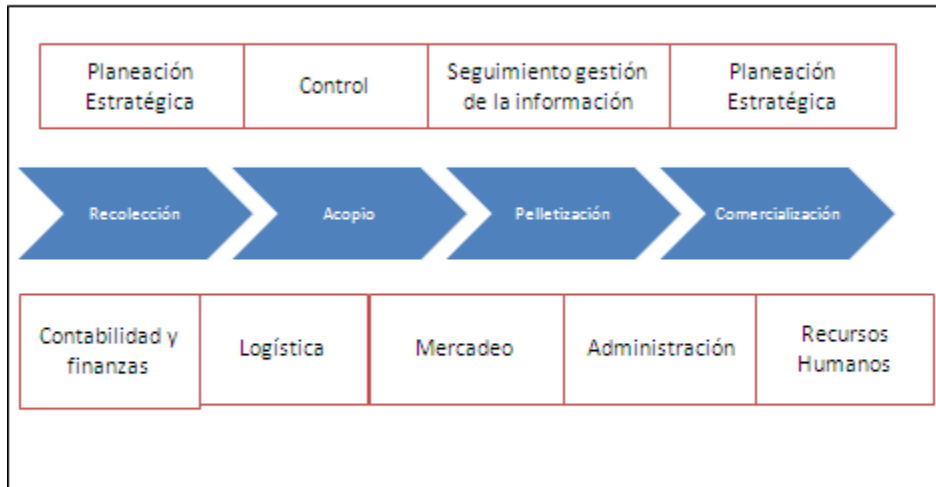 Planeación
Estratégica
Control
Seguimiento gestión
de la información
Planeación
Estratégica
Recolección
Acopio
Pelletización
Comercialización
Contabilidad y
finanzas
Logística
Mercadeo
Administración
Recursos
Humanos